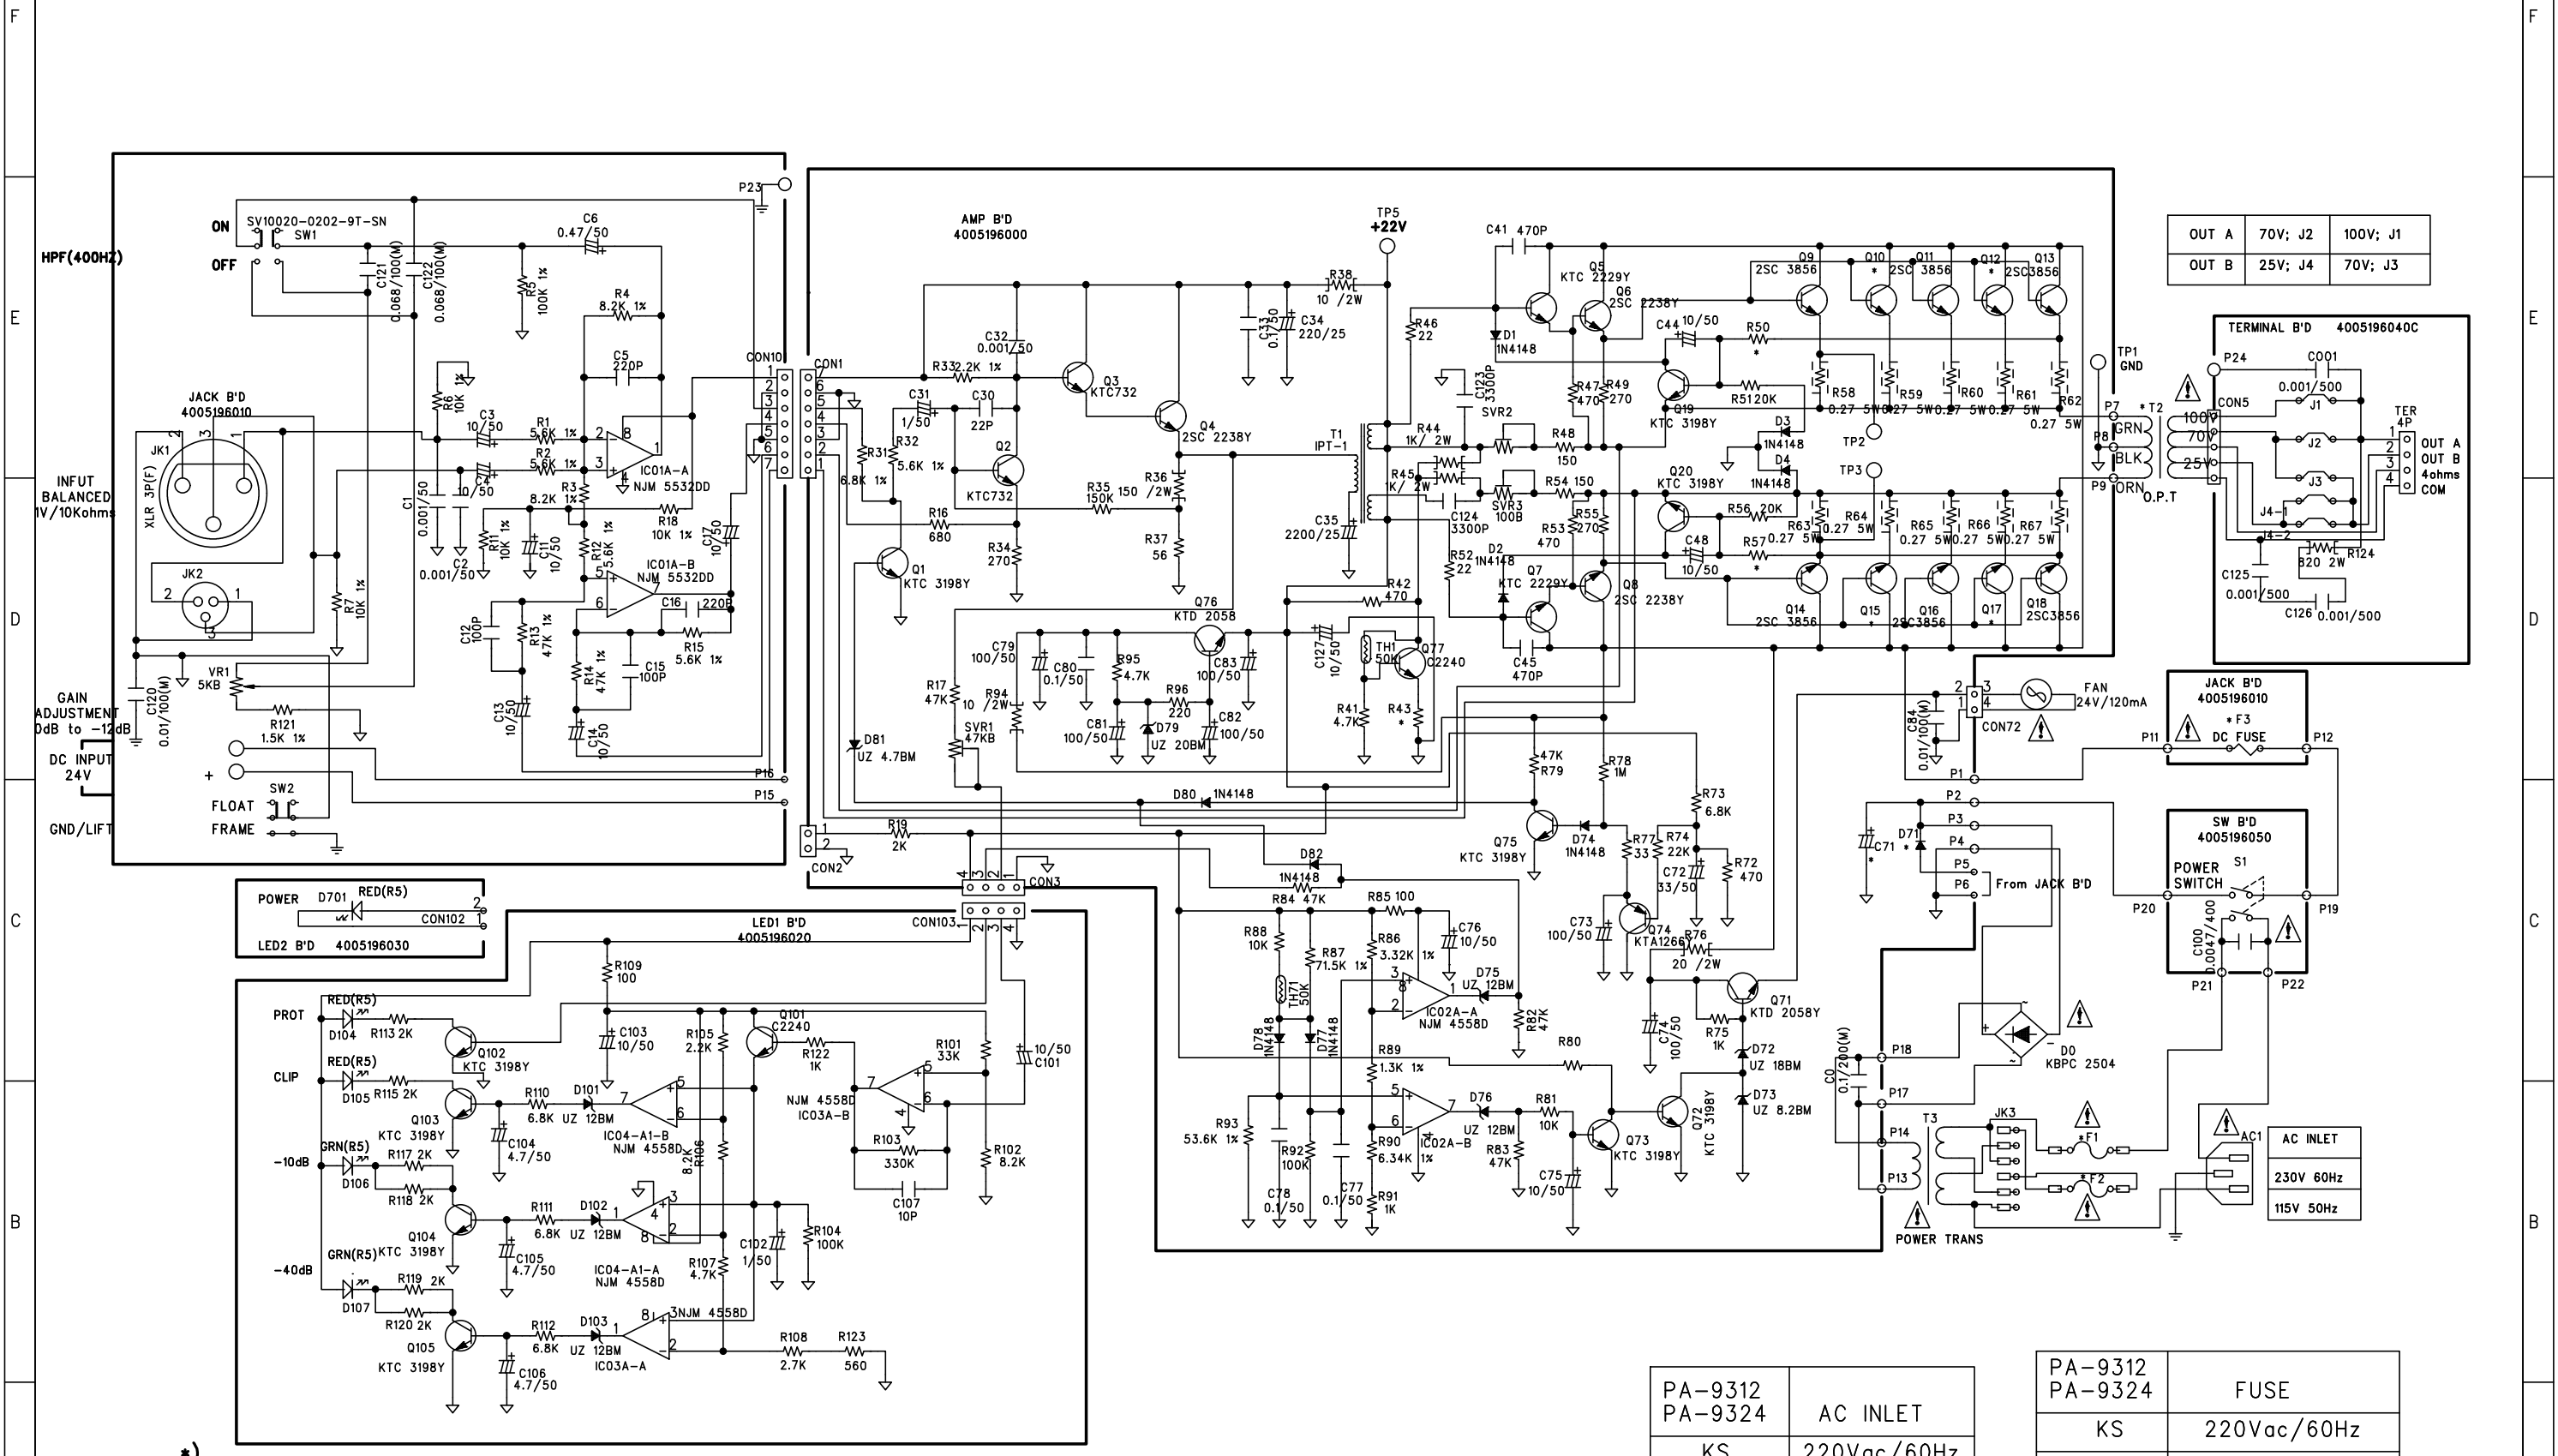 F
F
E
E
D
D
C
C
B
B
HPF(400HZ)
ON
OFF
SV10020-0202-9T-SN
SW1
P23
C6
0.47/50
C121
0.068/100(M)
C122
0.068/100(M)
R5
100K 1%
R4
8.2K 1%
C5
220P
R6
10K 1%
JACK B'D
4005196010
JK1
XLR 3P(F)
INFUT
BALANCED
1V/10Kohms
C3
10/50
R1
5.6K 1%
R2
5.6K 1%
C4
10/50
IC01A-A
NJM 5532DD
C1
0.001/50
C2
0.001/50
R3
8.2K 1%
R11
10K 1%
C11
10/50
R12
5.6K 1%
R18
10K 1%
C17
10/50
IC01A-B
NJM 5532DD
C16
220P
R15
5.6K 1%
JK2
R7
10K 1%
C12
100P
R13
47K 1%
R14
47K 1%
C15
100P
C13
10/50
C14
10/50
VR1
5KB
C120
0.01/100(M)
R121
1.5K 1%
GAIN
ADJUSTMENT
0dB to -12dB
DC INPUT
24V
+
SW2
FLOAT
FRAME
GND/LIFT
P16
P15
CON10
CON1
AMP B'D
4005196000
R33
2.2K 1%
C32
0.001/50
C31
1/50
C30
22P
Q3
KTC732
Q4
2SC 2238Y
Q2
KTC732
R31
6.8K 1%
R32
5.6K 1%
R16
680
R35
150K
R36
150 /2W
R37
56
R34
270
Q1
KTC 3198Y
C33
0.1/50
C34
220/25
R38
10 /2W
TP5
+22V
T1
IPT-1
C35
2200/25
R46
22
C123
3300P
R44
1K/ 2W
R45
1K/ 2W
C124
3300P
SVR2
SVR3
100B
R48
150
R54 150
C41 470P
Q5
KTC 2229Y
Q6
2SC 2238Y
D1
1N4148
R47
470
R49
270
C44
10/50
R50
*
R51
20K
Q19
KTC 3198Y
D3
1N4148
D4
1N4148
Q20
KTC 3198Y
R53
470
R55
270
R56 20K
R57
*
C48
10/50
R52
22
D2
1N4148
Q7
KTC 2229Y
Q8
2SC 2238Y
C45
470P
Q9
2SC 3856
Q10
*
Q11
2SC 3856
Q12
*
Q13
2SC3856
R58
0.27 5W
R59
0.27 5W
R60
0.27 5W
R61
0.27 5W
R62
0.27 5W
TP2
TP3
R63
0.27 5W
R64
0.27 5W
R65
0.27 5W
R66
0.27 5W
R67
Q14
2SC 3856
Q15
*
Q16
2SC3856
Q17
*
Q18
2SC3856
TP1
GND
P7
GRN
P8
BLK
P9
ORN
* T2
O.P.T
100V
70V
25V
CON5
OUT A 70V; J2 100V; J1
OUT B 25V; J4 70V; J3
TERMINAL B'D 4005196040C
P24
C001
0.001/500
J1
J2
J3
J4-1
J4-2
TER
4P
OUT A
OUT B
4ohms
COM
R124
820 2W
C125
0.001/500
C126
0.001/500
Q76
KTD 2058
C79
100/50
C80
0.1/50
R95
4.7K
C83
100/50
C127
10/50
R42
470
TH1
50K
Q77
C2240
R41
4.7K
R43
*
R17
47K
R94
10 /2W
SVR1
47KB
C81
100/50
R96
220
D79
UZ 20BM
C82
100/50
D81
UZ 4.7BM
D80
1N4148
47K
R79
R78
1M
R73
6.8K
Q75
KTC 3198Y
D74
1N4148
R77
33
R74
22K
C72
33/50
R72
470
C73
100/50
Q74
KTA1266Y
R76
20 /2W
C74
100/50
Q71
KTD 2058Y
R75
1K
D72
UZ 18BM
D73
UZ 8.2BM
R19
2K
CON2
CON3
D82
1N4148
R84 47K
R85 100
R88
10K
R87
71.5K 1%
R86
3.32K 1%
C76
10/50
D75
UZ 12BM
IC02A-A
NJM 4558D
R82
47K
TH71
50K
D78
1N4148
D77
1N4148
R89
1.3K 1%
R80
D76
UZ 12BM
R81
10K
IC02A-B
R93
53.6K 1%
R92
100K
R90
6.34K 1%
R83
47K
Q73
KTC 3198Y
Q72
KTC 3198Y
C78
0.1/50
C77
0.1/50
R91
1K
C75
10/50
C84
0.01/100(M)
CON72
FAN
24V/120mA
P1
P2
P3
P4
P5
P6
From JACK B'D
C71
*
D71
*
JACK B'D
4005196010
* F3
DC FUSE
P11
P12
SW B'D
4005196050
POWER
SWITCH
S1
P20
P19
C100
0.0047/400
P21
P22
D0
KBPC 2504
C0
0.1/200(M)
P18
P17
P14
P13
T3
POWER TRANS
JK3
*F1
*F2
AC1
AC INLET
230V 60Hz
115V 50Hz
POWER
D701
RED(R5)
CON102
LED2 B'D 4005196030
LED1 B'D
4005196020
CON103
R109
100
PROT
RED(R5)
D104
R113 2K
Q102
KTC 3198Y
C103
10/50
R105
2.2K
Q101
C2240
R122
1K
R101
33K
10/50
C101
CLIP
RED(R5)
D105
R115 2K
Q103
KTC 3198Y
R110
6.8K
D101
UZ 12BM
IC04-A1-B
NJM 4558D
NJM 4558D
IC03A-B
C104
4.7/50
R106
8.2K
R103
330K
C107
10P
R102
8.2K
-10dB
GRN(R5)
D106
R117 2K
R118 2K
Q104
KTC 3198Y
R111
6.8K
D102
UZ 12BM
C105
4.7/50
IC04-A1-A
NJM 4558D
C102
1/50
R104
100K
R107
4.7K
-40dB
GRN(R5)
D107
R119 2K
R120 2K
Q105
KTC 3198Y
R112
6.8K
D103
UZ 12BM
NJM 4558D
IC03A-A
C106
4.7/50
R108
2.7K
R123
560
PA-9312
PA-9324 AC INLET
KS 220Vac/60Hz
PA-9312
PA-9324 FUSE
KS 220Vac/60Hz
*)